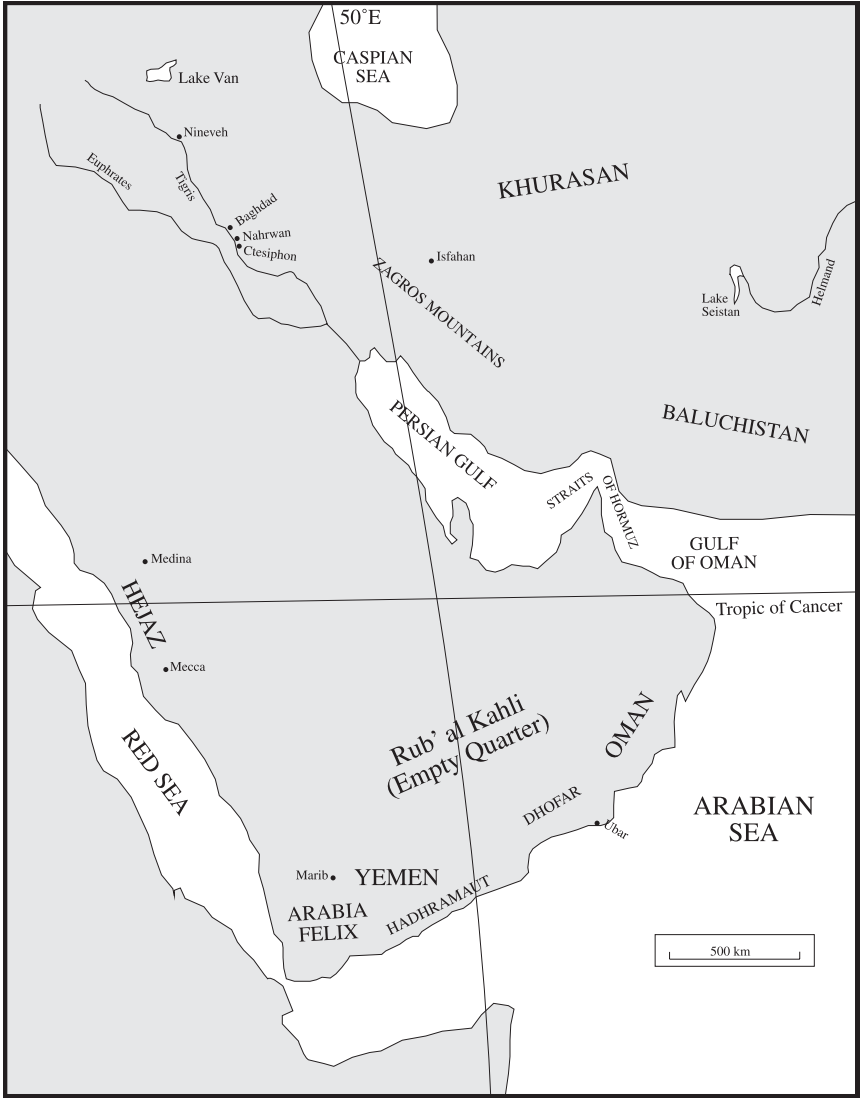 50°E
CASPIAN
SEA
Lake Van
Nineveh
Euphrates
Tigris
Baghdad
Nahrwan
Ctesiphon
KHURASAN
Isfahan
ZAGROS MOUNTAINS
Lake
Seistan
Helmand
BALUCHISTAN
PERSIAN GULF
STRAITS
OF HORMUZ
GULF
OF OMAN
Medina
HEJAZ
Tropic of Cancer
Mecca
Rub' al Kahli
(Empty Quarter)
OMAN
RED SEA
DHOFAR
Ubar
ARABIAN
SEA
Marib
YEMEN
ARABIA
FELIX
HADHRAMAUT
500 km